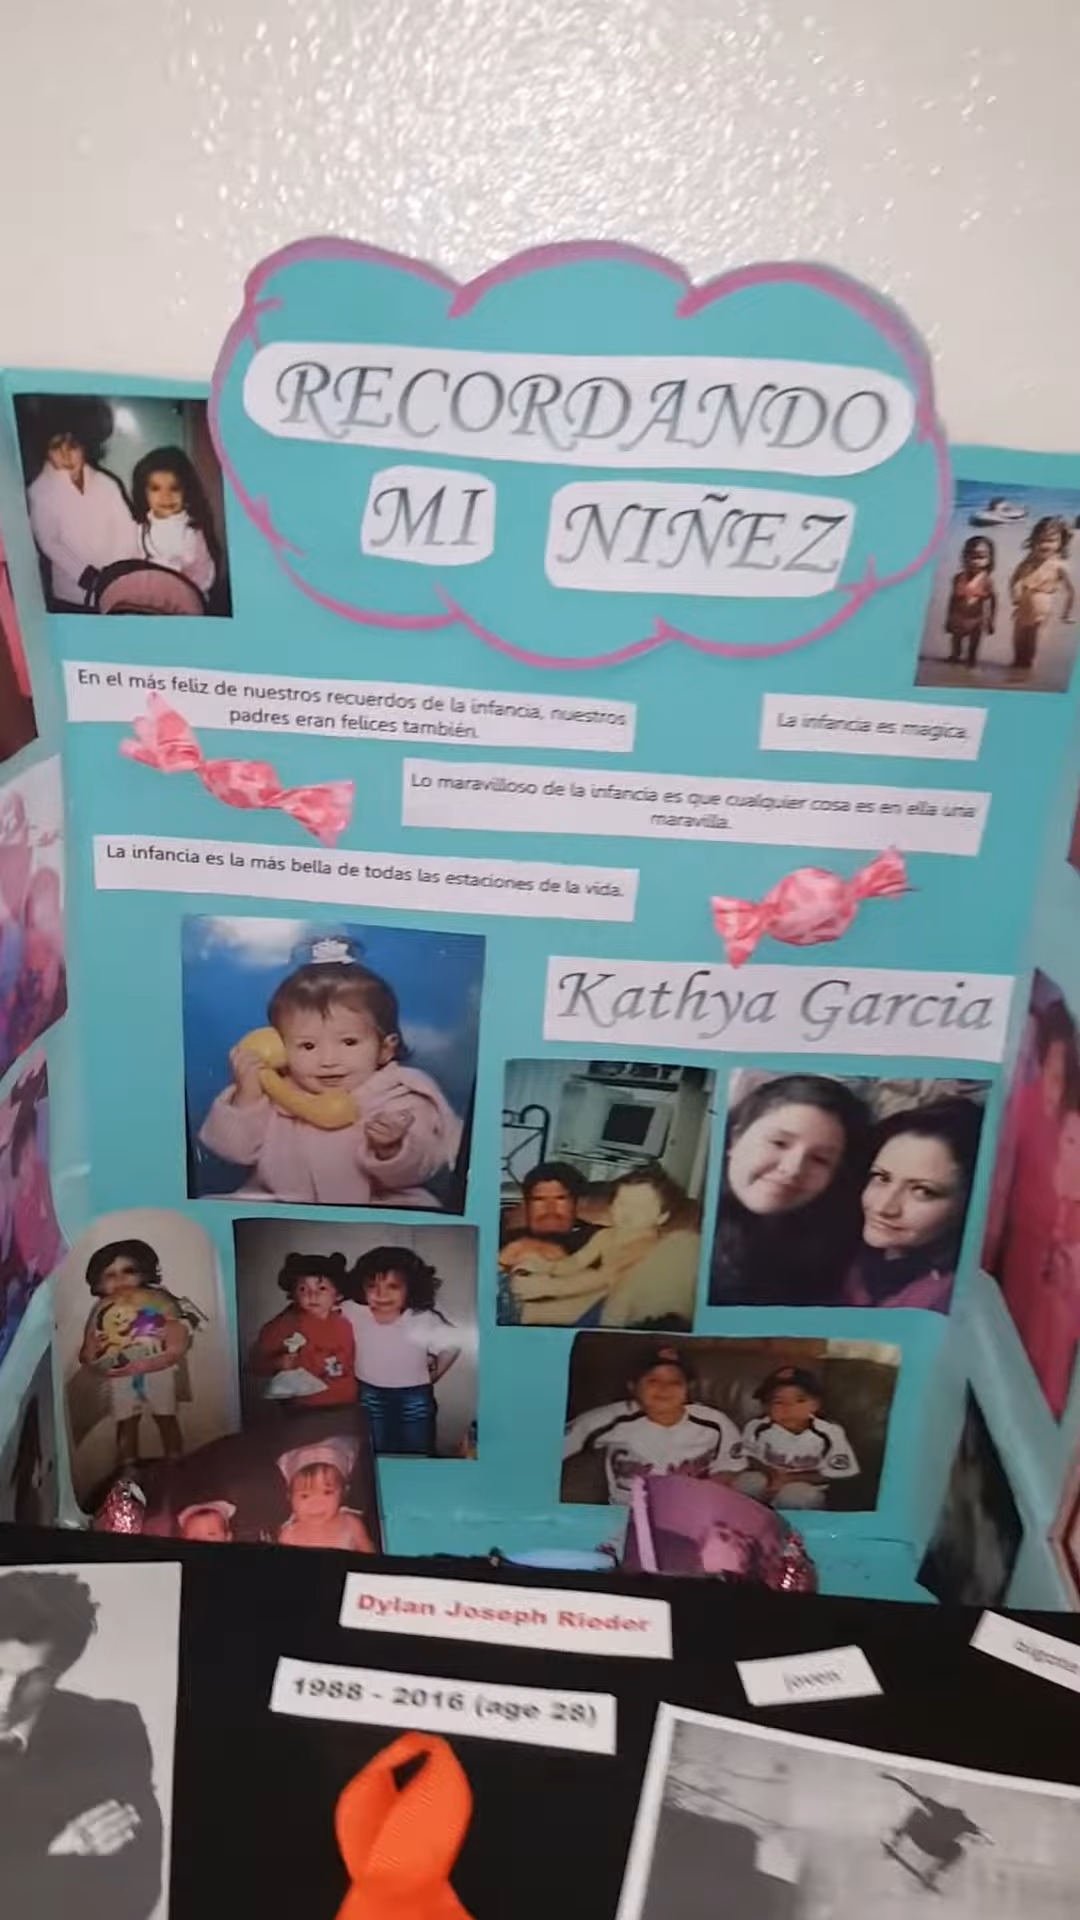 RECORDANDO
MI NIÑEZ
En el más feliz de nuestros recuerdos de la infancia, nuestros
padres eran felices también.
La infancia es magica.
Lo maravilloso de la infancia es que cualquier cosa es en ella una
maravilla.
La infancia es la más bella de todas las estaciones de la vida.
Kathya Garcia
Dylan Joseph Rieder
1988 - 2016 (age 28)
joven